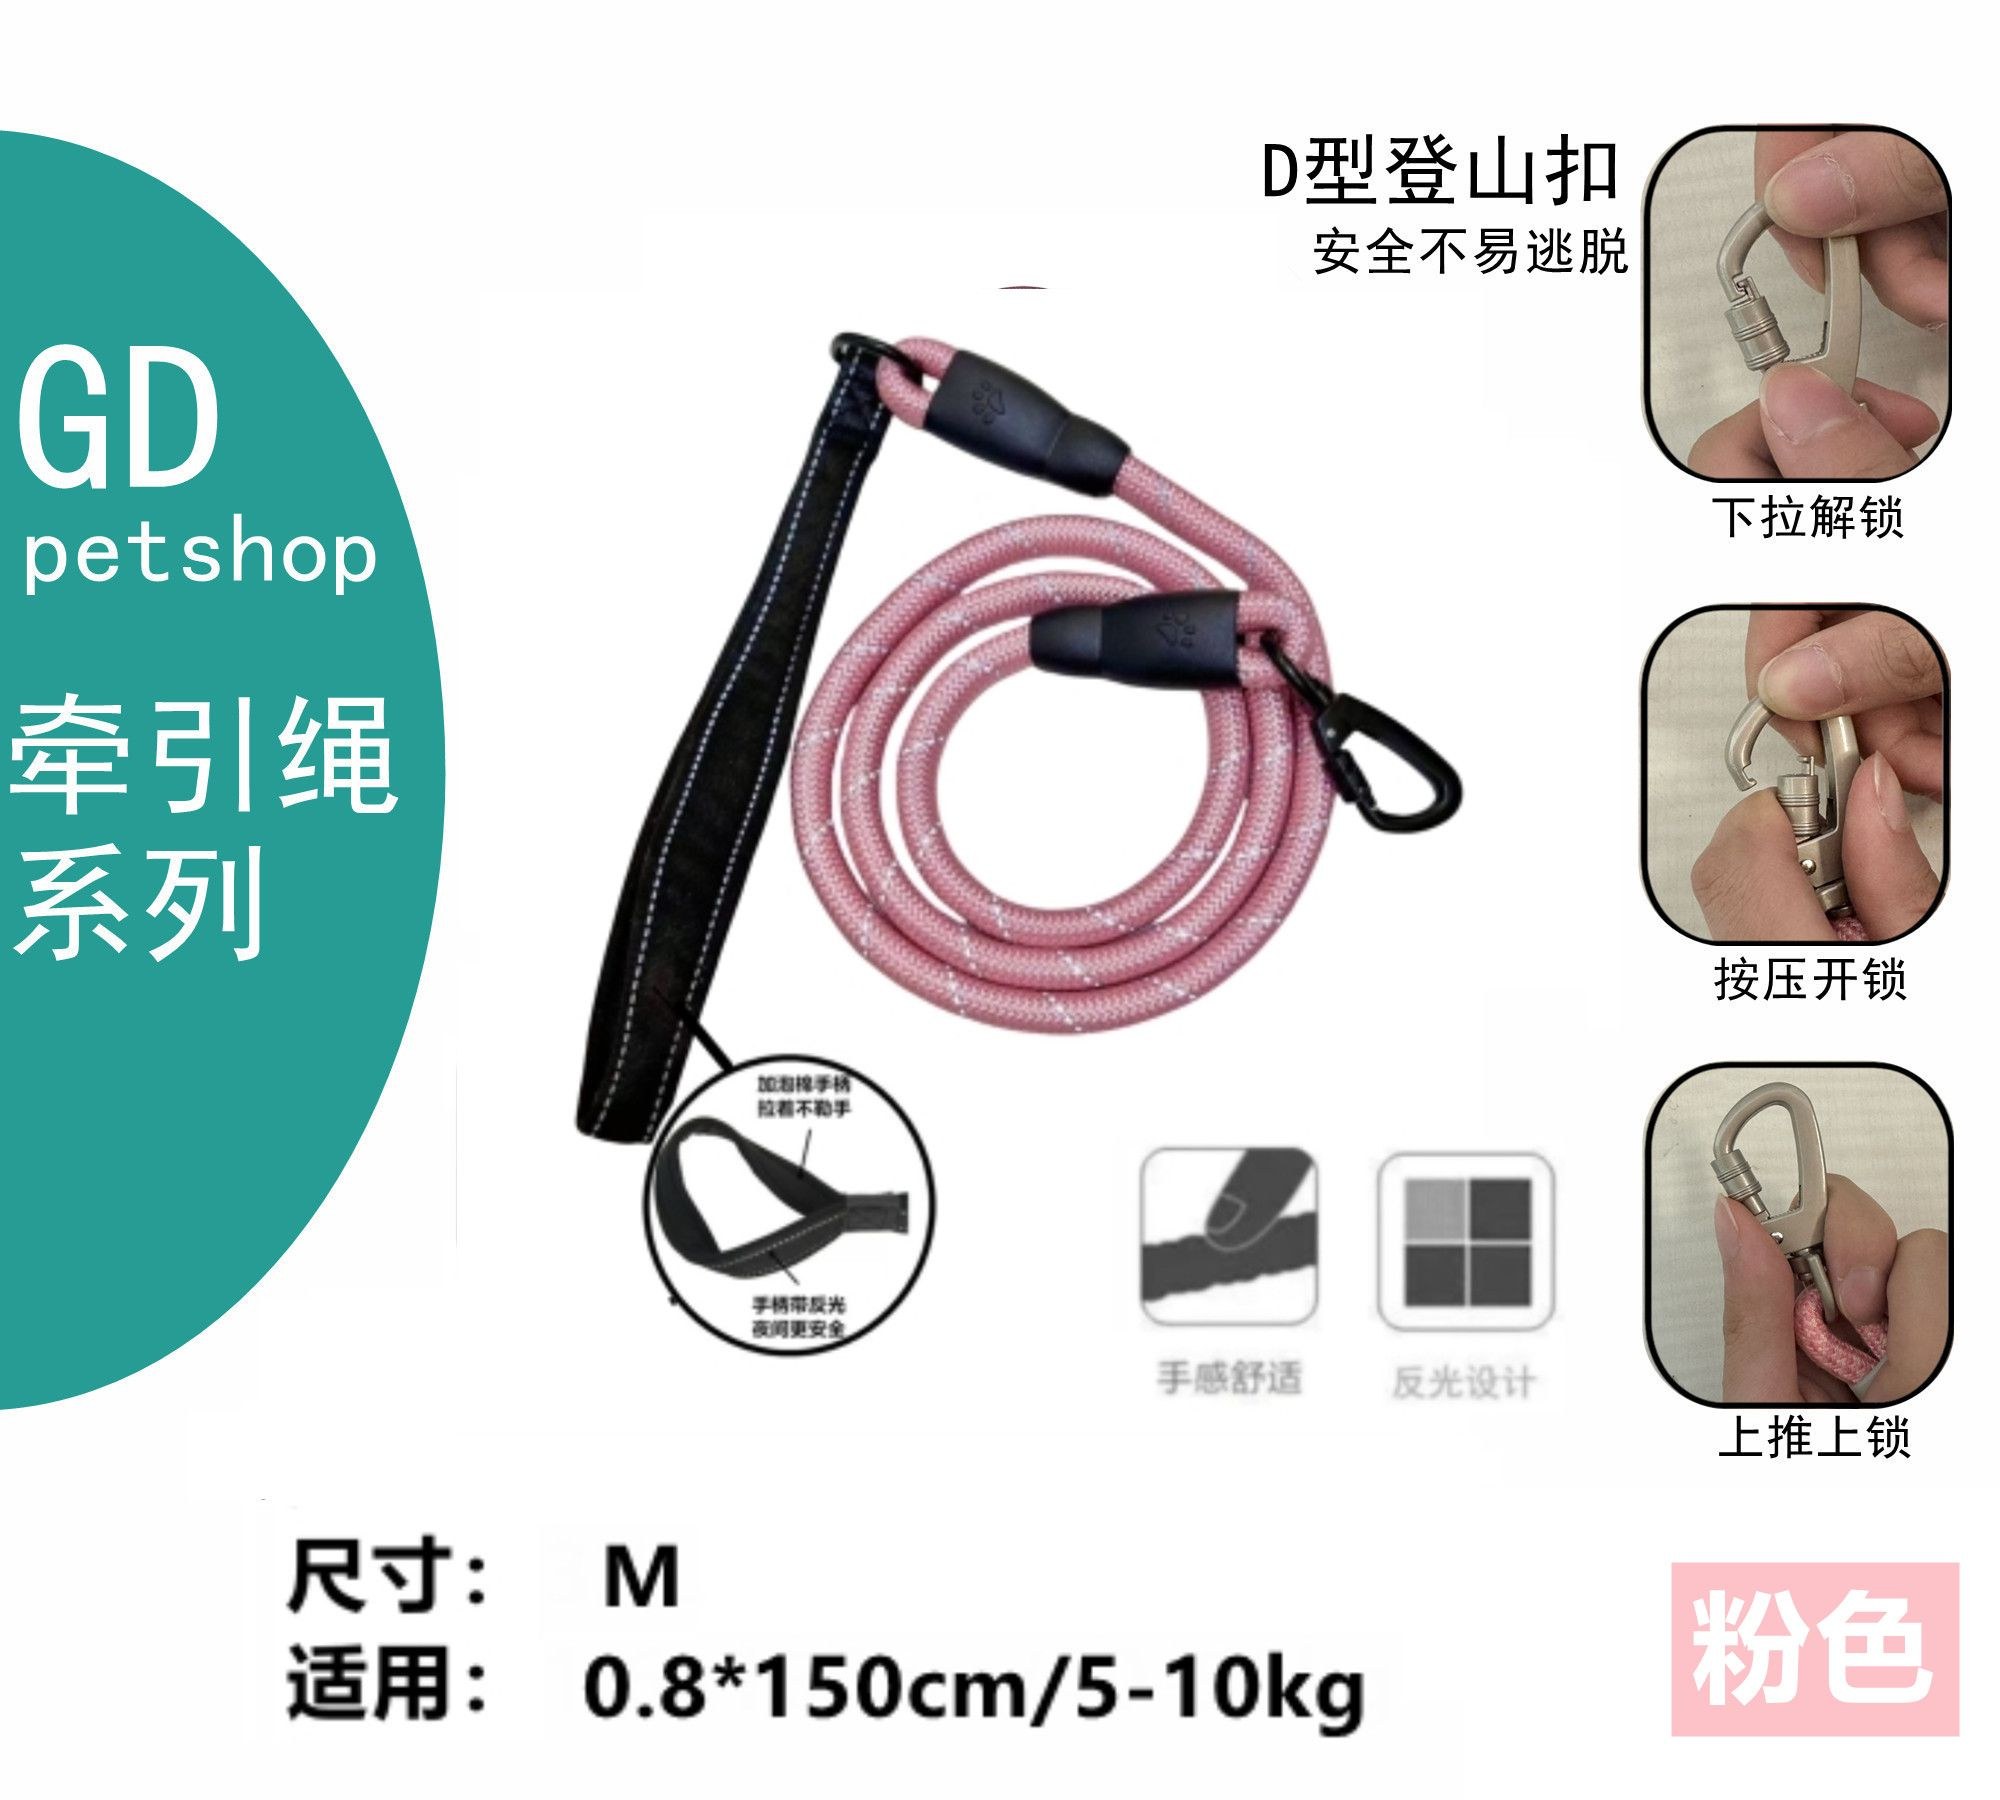 GD
petshop
牵引绳
系列
D型登山扣
安全不易逃脱
下拉解锁
按压开锁
上推上锁
加泡棉手柄
拉着不勒手
手柄带反光
夜间更安全
手感舒适
反光设计
尺寸： M
适用： 0.8*150cm/5-10kg
粉色